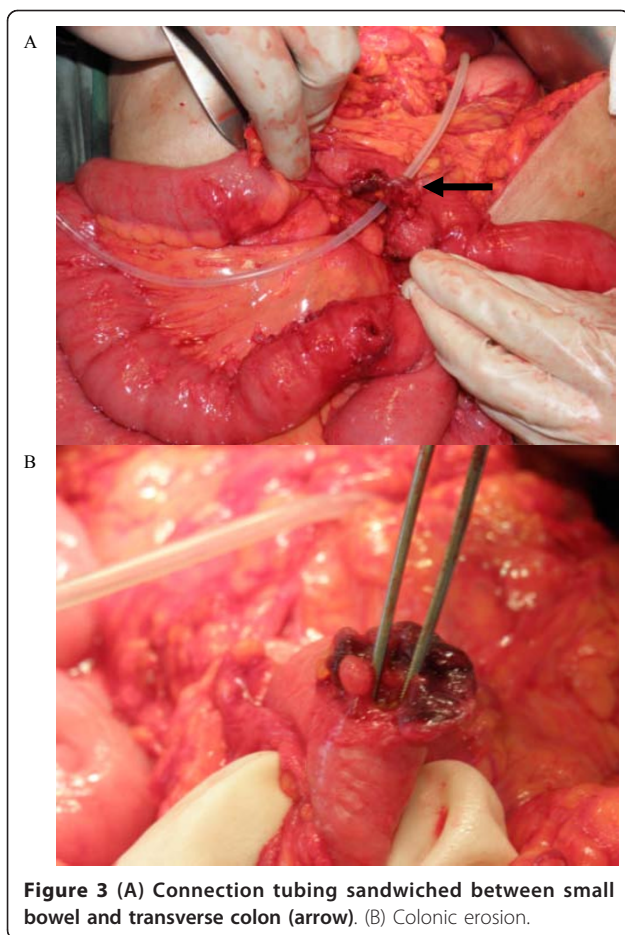 A
B
Figure 3 (A) Connection tubing sandwiched between small
bowel and transverse colon (arrow). (B) Colonic erosion.